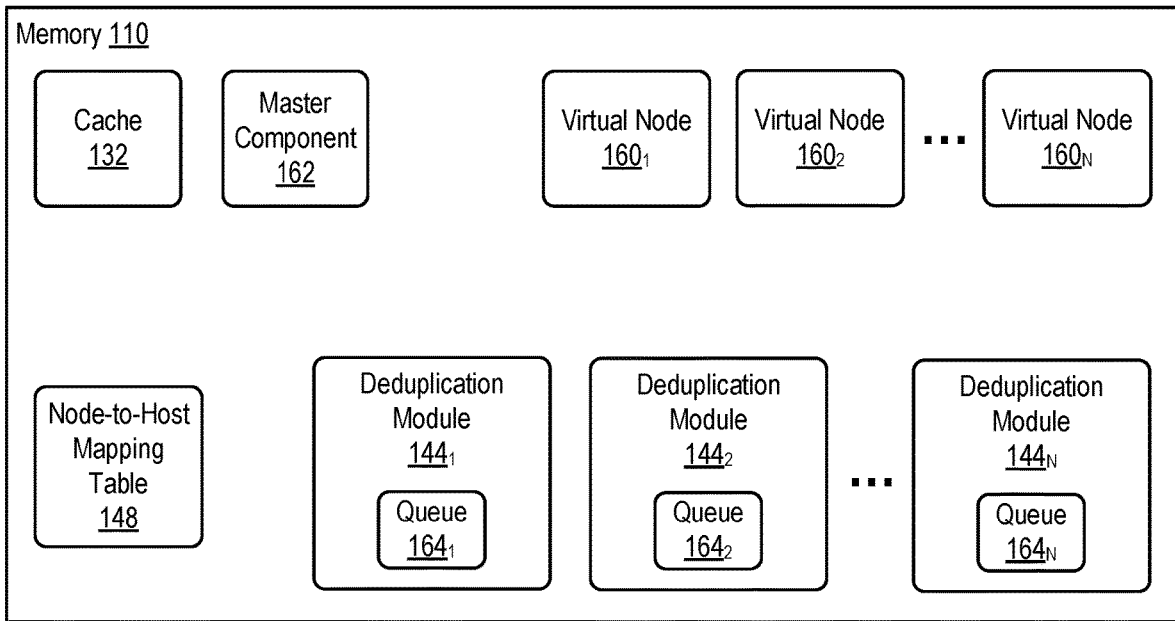 Memory 110
Cache
132
Master
Component
162
Virtual Node
160₁
Virtual Node
160₂
...
Virtual Node
160N
Node-to-Host
Mapping
Table
148
Deduplication
Module
144₁
Queue
164₁
Deduplication
Module
144₂
Queue
164₂
...
Deduplication
Module
144N
Queue
164N